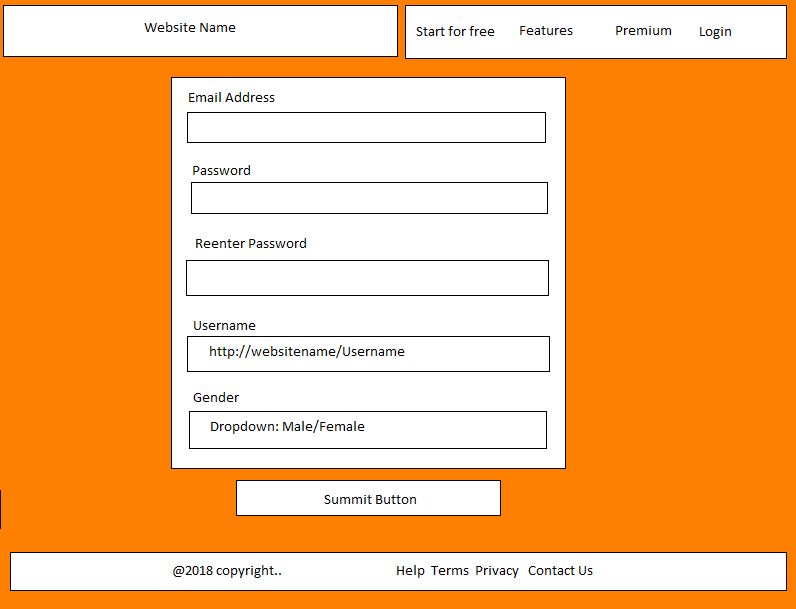 Website Name
Start for free Features Premium Login
Email Address
Password
Reenter Password
Username
http://websitename/Username
Gender
Dropdown: Male/Female
Summit Button
@2018 copyright.. Help Terms Privacy Contact Us